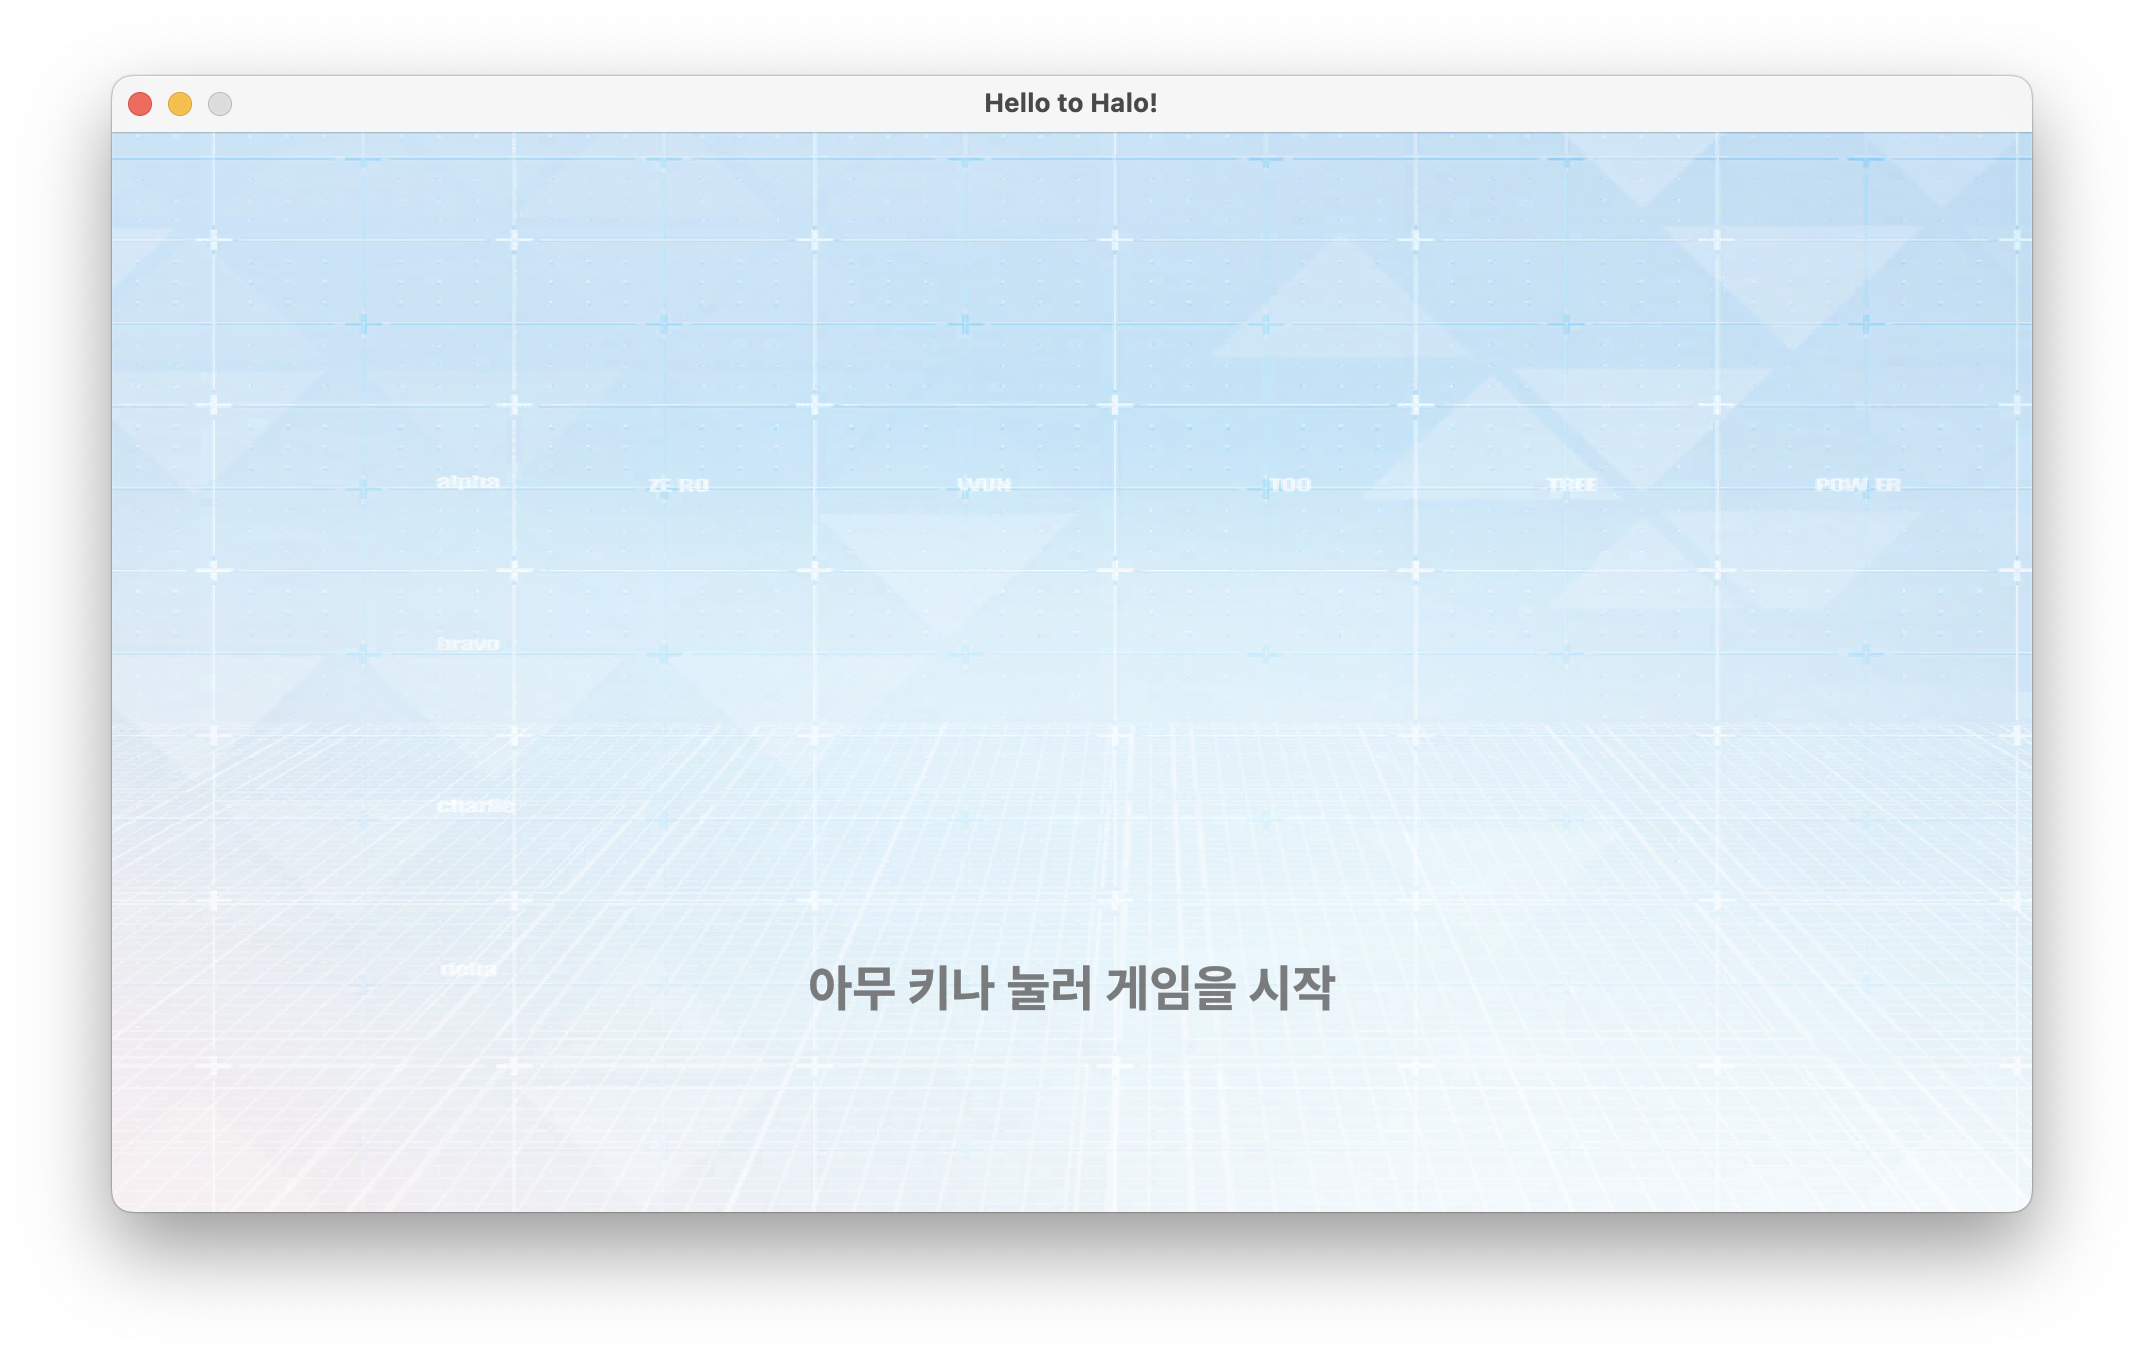 Hello to Halo!
alpha ZE RO WUN TOO TREE POW ER
bravo
charlie
delta
아무 키나 눌러 게임을 시작